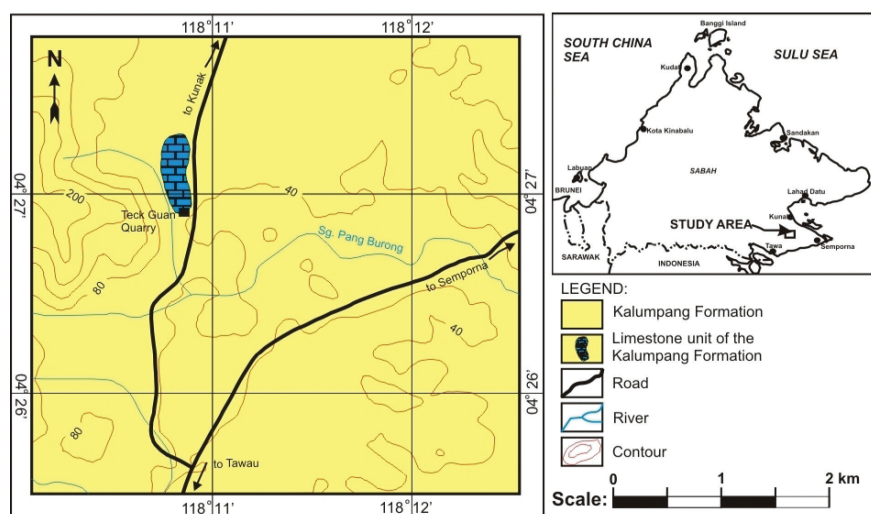 118° 11'
118° 12'
N
to Kunak
04° 27'
04° 27'
200
40
Teck Guan
Quarry
Sg. Pang Burong
to Semporna
80
40
04° 26'
04° 26'
80
to Tawau
118° 11'
118° 12'
Banggi Island
SOUTH CHINA
SEA
SULU SEA
Kudat
Kota Kinabalu
Sandakan
Labuan
SABAH
BRUNEI
Lahad Datu
Kunak
STUDY AREA
Tawa
Semporna
SARAWAK
INDONESIA
LEGEND:
Kalumpang Formation
Limestone unit of the
Kalumpang Formation
Road
River
Contour
Scale:
0
1
2 km